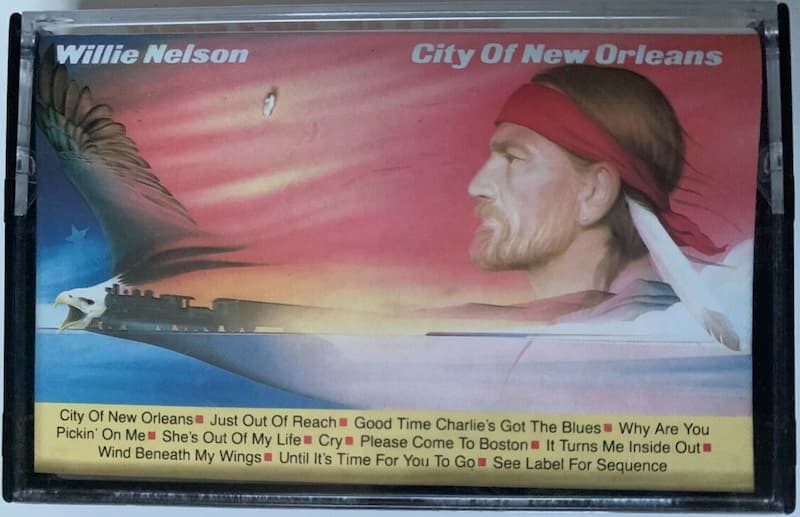 Willie Nelson City Of New Orleans
City Of New Orleans ■ Just Out Of Reach ■ Good Time Charlie's Got The Blues ■ Why Are You
Pickin' On Me ■ She's Out Of My Life ■ Cry ■ Please Come To Boston ■ It Turns Me Inside Out ■
Wind Beneath My Wings ■ Until It's Time For You To Go ■ See Label For Sequence